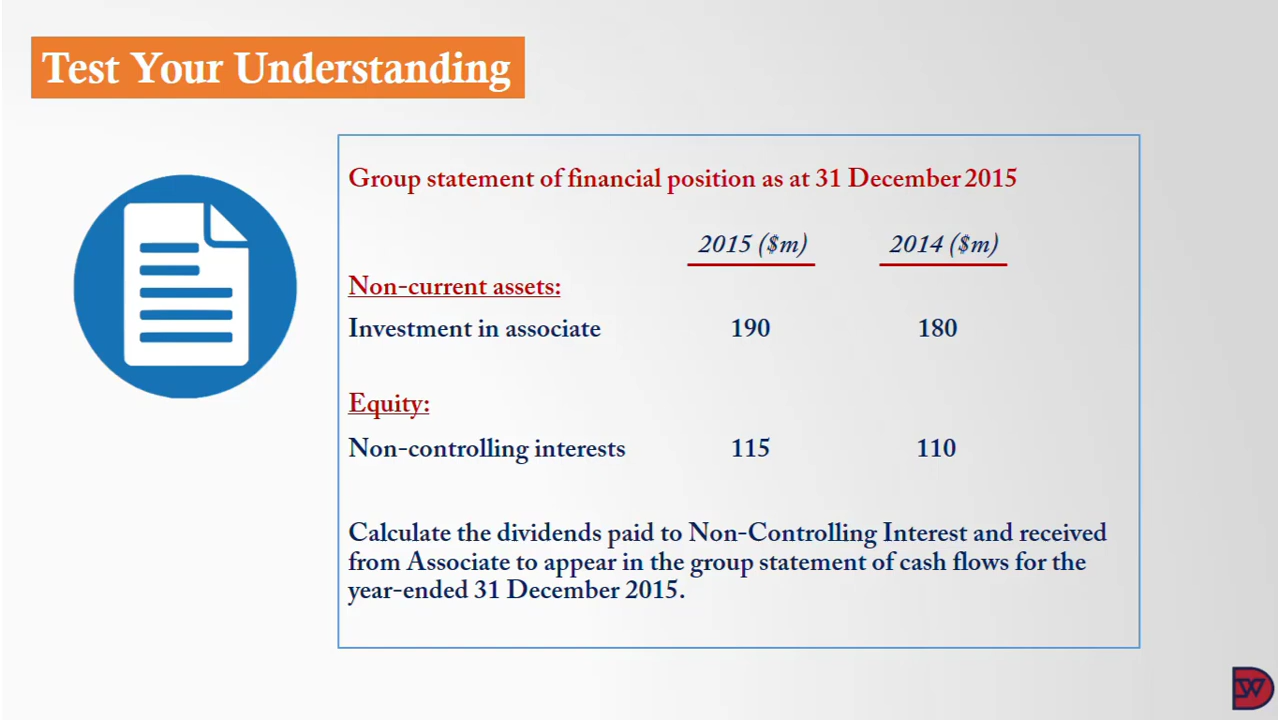 Test Your Understanding
Group statement of financial position as at 31 December 2015
2015 ($m) 2014 ($m)
Non-current assets:
Investment in associate 190 180
Equity:
Non-controlling interests 115 110
Calculate the dividends paid to Non-Controlling Interest and received
from Associate to appear in the group statement of cash flows for the
year-ended 31 December 2015.
DW